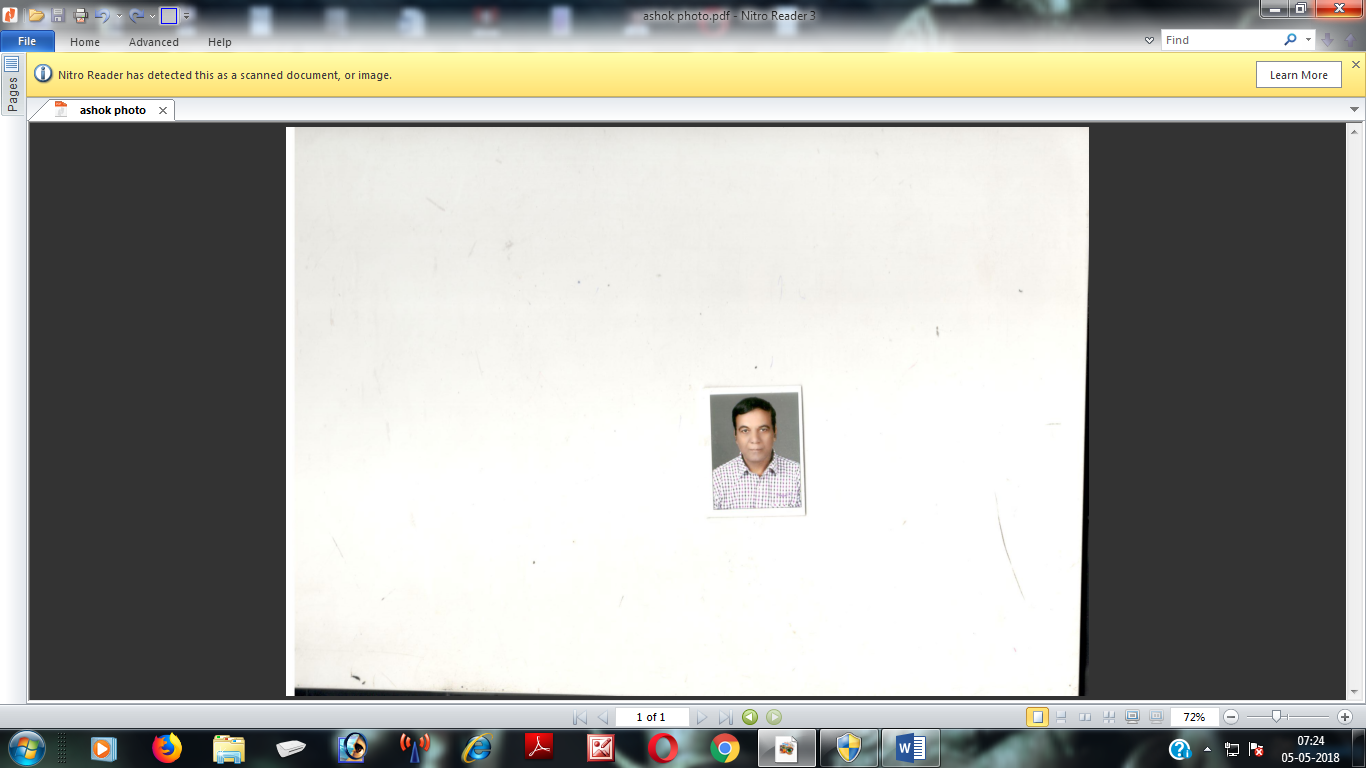 ashok photo.pdf - Nitro Reader 3
File Home Advanced Help
Find
Nitro Reader has detected this as a scanned document, or image.
Learn More
Pages
ashok photo
1 of 1
72%
07:24
05-05-2018